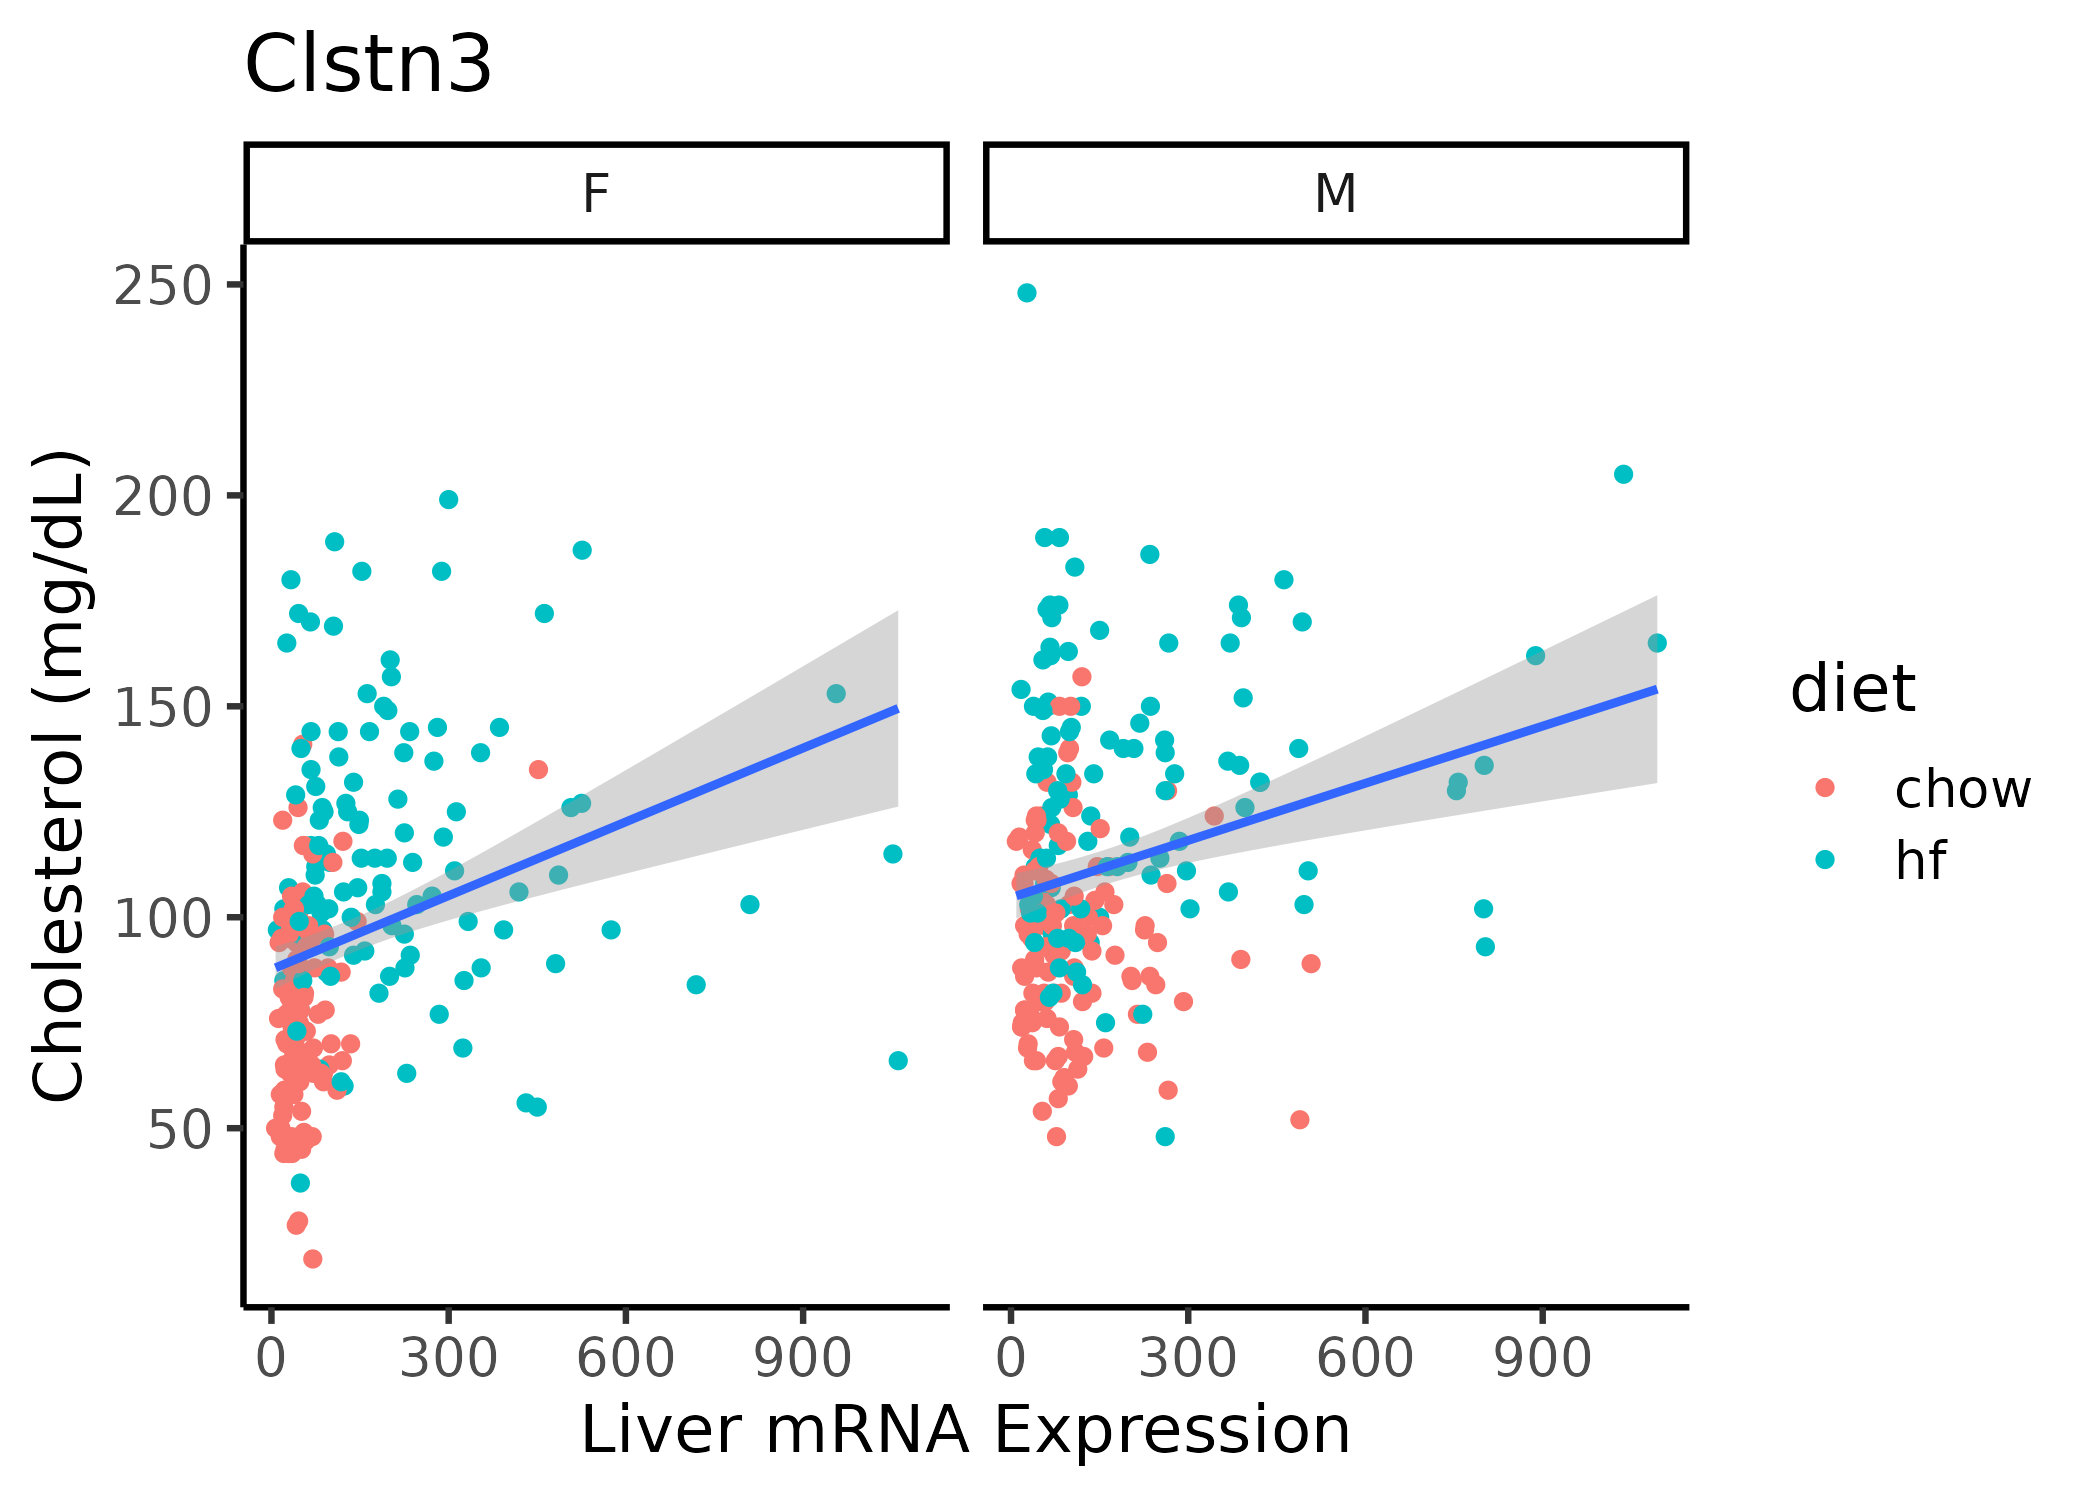 Clstn3
F
M
Cholesterol (mg/dL)
250
200
150
100
50
0 300 600 900
0 300 600 900
Liver mRNA Expression
diet
chow
hf